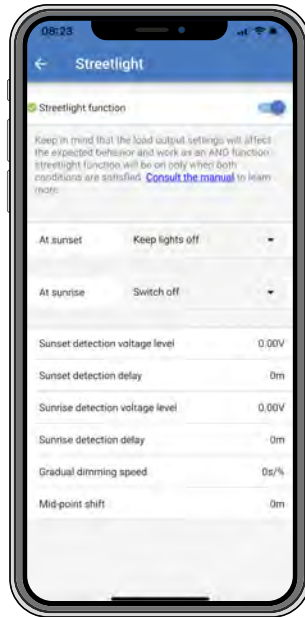 08:23
Streetlight
Streetlight function
Keep in mind that the load output settings will affect
the expected behavior and work as an AND function -
streetlight function will be on only when both
conditions are satisfied. Consult the manual to learn
more.
At sunset Keep lights off
At sunrise Switch off
Sunset detection voltage level 0.00V
Sunset detection delay 0m
Sunrise detection voltage level 0.00V
Sunrise detection delay 0m
Gradual dimming speed 0s/%
Mid-point shift 0m